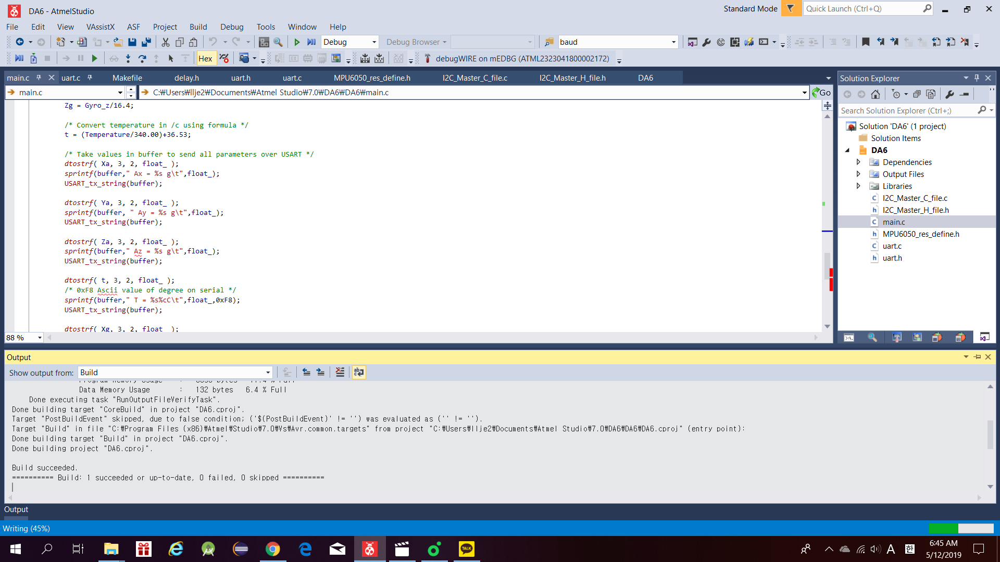 DA6 - AtmelStudio
Standard Mode
Quick Launch (Ctrl+Q)
File Edit View VAssistX ASF Project Build Debug Tools Window Help
Debug
Debug Browser
baud
Hex
debugWIRE on mEDBG (ATML2323041800002172)
main.c uart.c Makefile delay.h uart.h uart.c MPU6050_res_define.h I2C_Master_C_file.c I2C_Master_H_file.h DA6
main.c
C:₩Users₩llje2₩Documents₩Atmel Studio₩7.0₩DA6₩DA6₩main.c
Go
Zg = Gyro_z/16.4;
/* Convert temperature in /c using formula */
t = (Temperature/340.00)+36.53;
/* Take values in buffer to send all parameters over USART */
dtostrf( Xa, 3, 2, float_ );
sprintf(buffer," Ax = %s g\t",float_);
USART_tx_string(buffer);
dtostrf( Ya, 3, 2, float_ );
sprintf(buffer, " Ay = %s g\t",float_);
USART_tx_string(buffer);
dtostrf( Za, 3, 2, float_ );
sprintf(buffer," Az = %s g\t",float_);
USART_tx_string(buffer);
dtostrf( t, 3, 2, float_ );
/* 0xF8 Ascii value of degree on serial */
sprintf(buffer," T = %s%cC\t",float_,0xF8);
USART_tx_string(buffer);
dtostrf( Xg, 3, 2, float_ );
88 %
Solution Explorer
Search Solution Explorer (Ctrl+;)
Solution 'DA6' (1 project)
Solution Items
DA6
Dependencies
Output Files
Libraries
I2C_Master_C_file.c
I2C_Master_H_file.h
main.c
MPU6050_res_define.h
uart.c
uart.h
Output
Show output from: Build
Program Memory Usage : bytes % Full
Data Memory Usage : 132 bytes 6.4 % Full
Done executing task "RunOutputFileVerifyTask".
Done building target "CoreBuild" in project "DA6.cproj".
Target "PostBuildEvent" skipped, due to false condition; ('$(PostBuildEvent)' != '') was evaluated as ('' != '').
Target "Build" in file "C:₩Program Files (x86)₩Atmel₩Studio₩7.0₩Vs₩Avr.common.targets" from project "C:₩Users₩llje2₩Documents₩Atmel Studio₩7.0₩DA6₩DA6₩DA6.cproj" (entry point):
Done building target "Build" in project "DA6.cproj".
Done building project "DA6.cproj".
Build succeeded.
========== Build: 1 succeeded or up-to-date, 0 failed, 0 skipped ==========
Output
Writing (45%)
TALK
A
한
6:45 AM
5/12/2019